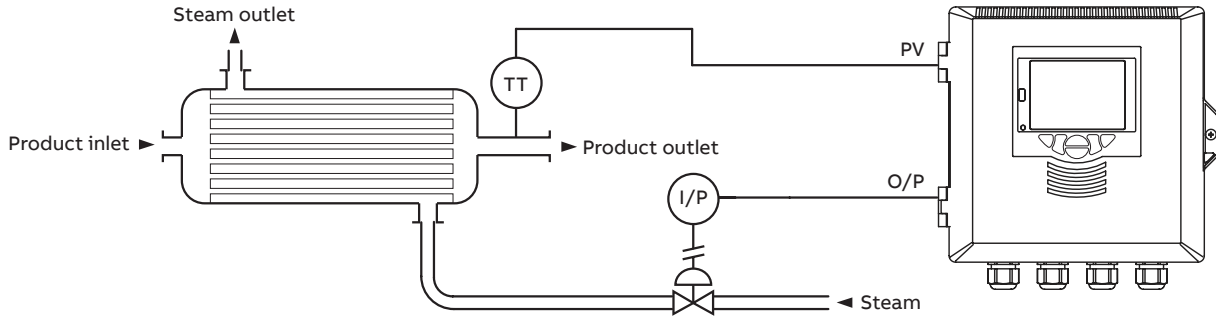 Steam outlet
PV
TT
Product inlet
Product outlet
O/P
I/P
Steam